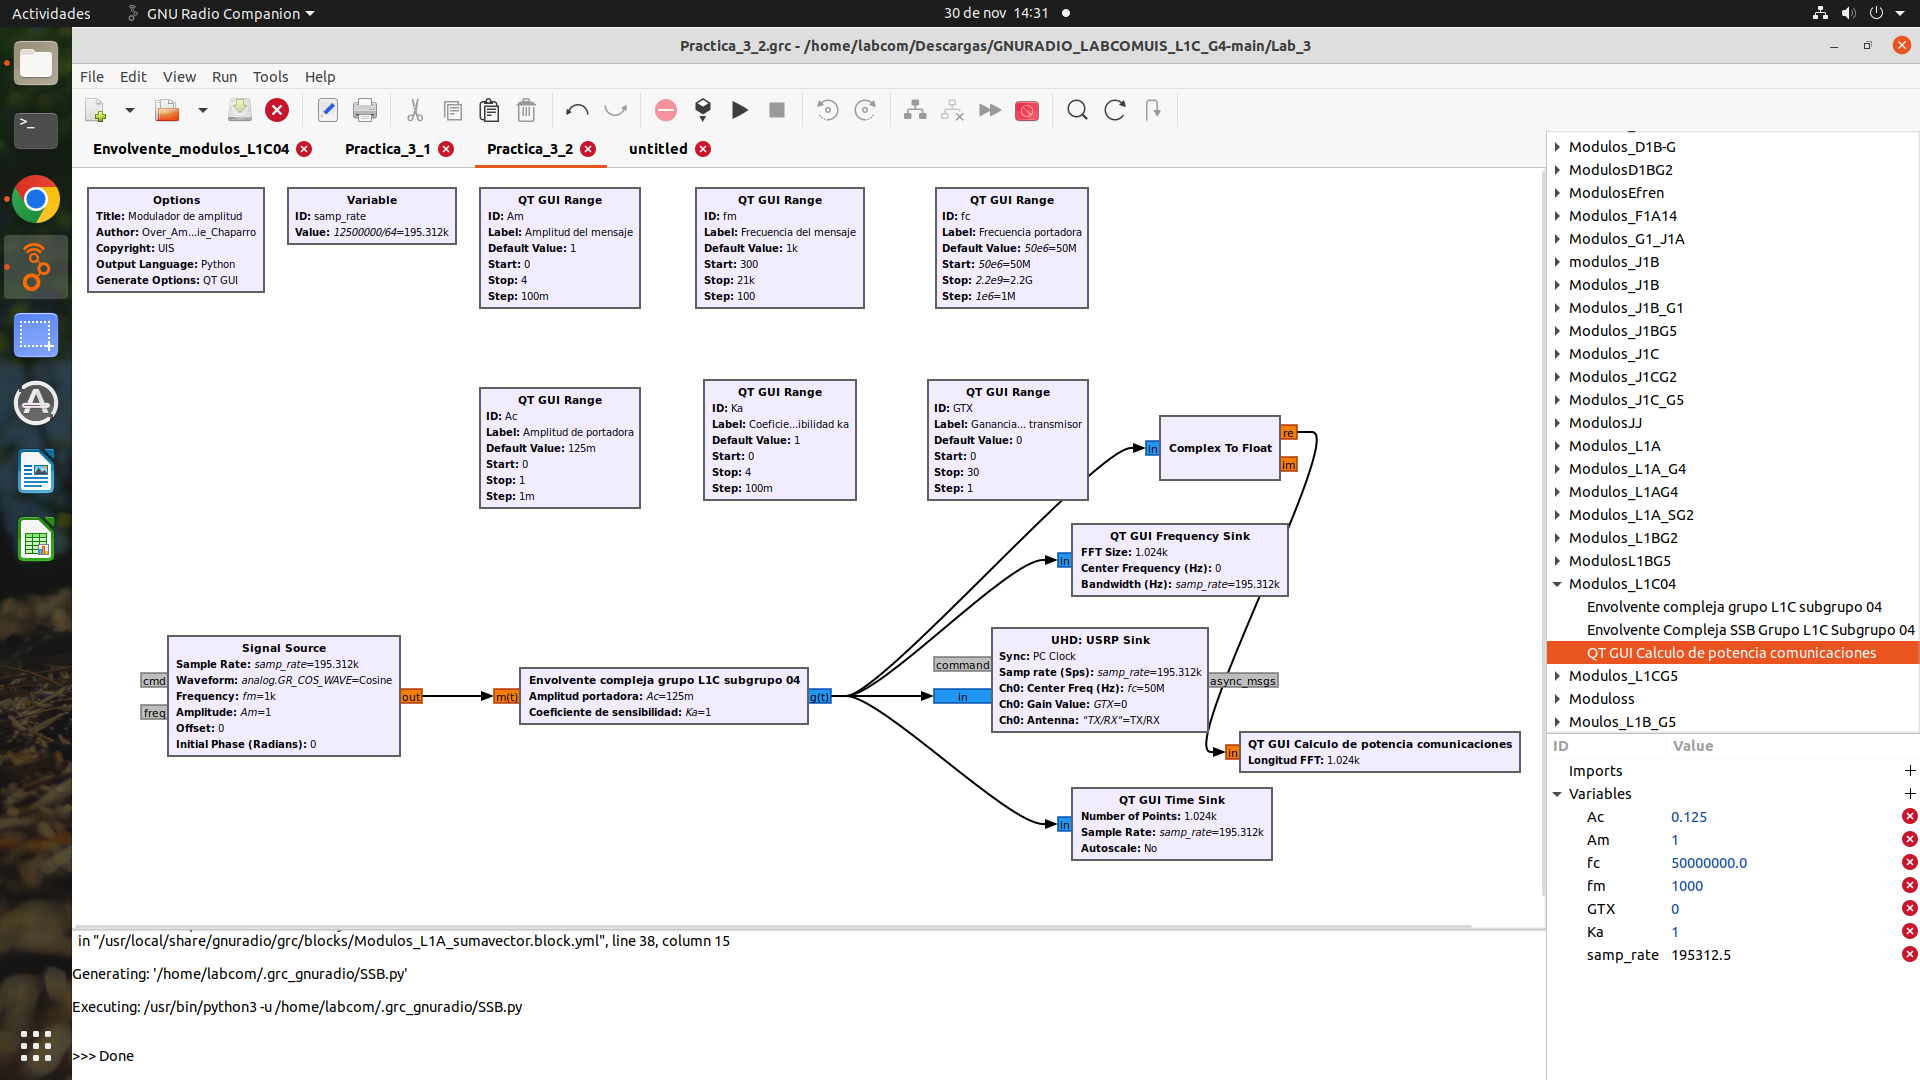 Actividades
GNU Radio Companion
30 de nov 14:31
Practica_3_2.grc - /home/labcom/Descargas/GNURADIO_LABCOMUIS_L1C_G4-main/Lab_3
File Edit View Run Tools Help
Envolvente_modulos_L1C04
Practica_3_1
Practica_3_2
untitled
Options
Title: Modulador de amplitud
Author: Over_Am...ie_Chaparro
Copyright: UIS
Output Language: Python
Generate Options: QT GUI
Variable
ID: samp_rate
Value: 12500000/64=195.312k
QT GUI Range
ID: Am
Label: Amplitud del mensaje
Default Value: 1
Start: 0
Stop: 4
Step: 100m
QT GUI Range
ID: fm
Label: Frecuencia del mensaje
Default Value: 1k
Start: 300
Stop: 21k
Step: 100
QT GUI Range
ID: fc
Label: Frecuencia portadora
Default Value: 50e6=50M
Start: 50e6=50M
Stop: 2.2e9=2.2G
Step: 1e6=1M
QT GUI Range
ID: Ac
Label: Amplitud de portadora
Default Value: 125m
Start: 0
Stop: 1
Step: 1m
QT GUI Range
ID: Ka
Label: Coeficie...ibilidad ka
Default Value: 1
Start: 0
Stop: 4
Step: 100m
QT GUI Range
ID: GTX
Label: Ganancia... transmisor
Default Value: 0
Start: 0
Stop: 30
Step: 1
in
Complex To Float
re
im
in
QT GUI Frequency Sink
FFT Size: 1.024k
Center Frequency (Hz): 0
Bandwidth (Hz): samp_rate=195.312k
cmd
freq
Signal Source
Sample Rate: samp_rate=195.312k
Waveform: analog.GR_COS_WAVE=Cosine
Frequency: fm=1k
Amplitude: Am=1
Offset: 0
Initial Phase (Radians): 0
out
m(t)
Envolvente compleja grupo L1C subgrupo 04
Amplitud portadora: Ac=125m
Coeficiente de sensibilidad: Ka=1
g(t)
command
in
UHD: USRP Sink
Sync: PC Clock
Samp rate (Sps): samp_rate=195.312k
Ch0: Center Freq (Hz): fc=50M
Ch0: Gain Value: GTX=0
Ch0: Antenna: "TX/RX"=TX/RX
async_msgs
in
QT GUI Calculo de potencia comunicaciones
Longitud FFT: 1.024k
in
QT GUI Time Sink
Number of Points: 1.024k
Sample Rate: samp_rate=195.312k
Autoscale: No
in "/usr/local/share/gnuradio/grc/blocks/Modulos_L1A_sumavector.block.yml", line 38, column 15
Generating: '/home/labcom/.grc_gnuradio/SSB.py'
Executing: /usr/bin/python3 -u /home/labcom/.grc_gnuradio/SSB.py
>>> Done
Modulos_D1B-G
ModulosD1BG2
ModulosEfren
Modulos_F1A14
Modulos_G1_J1A
modulos_J1B
Modulos_J1B
Modulos_J1B_G1
Modulos_J1BG5
Modulos_J1C
Modulos_J1CG2
Modulos_J1C_G5
ModulosJJ
Modulos_L1A
Modulos_L1A_G4
Modulos_L1AG4
Modulos_L1A_SG2
Modulos_L1BG2
ModulosL1BG5
Modulos_L1C04
Envolvente compleja grupo L1C subgrupo 04
Envolvente Compleja SSB Grupo L1C Subgrupo 04
QT GUI Calculo de potencia comunicaciones
Modulos_L1CG5
Moduloss
Moulos_L1B_G5
ID Value
Imports
Variables
Ac 0.125
Am 1
fc 50000000.0
fm 1000
GTX 0
Ka 1
samp_rate 195312.5